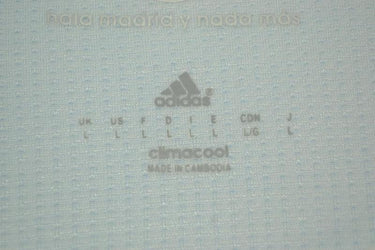 hala madrid y nada más
adidas
UK US F D I E CDN J
L L L L L L L/G L
climacool
MADE IN CAMBODIA